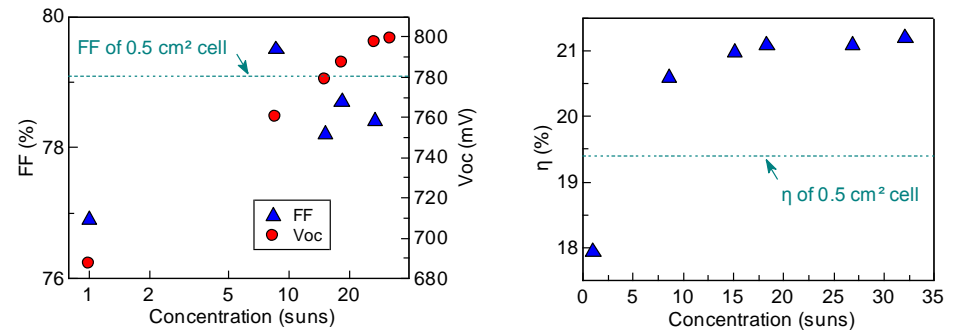 80
78
76
FF (%)
FF of 0.5 cm² cell
FF
Voc
800
780
760
740
720
700
680
Voc (mV)
1 2 5 10 20
Concentration (suns)
21
20
19
18
η (%)
η of 0.5 cm² cell
0 5 10 15 20 25 30 35
Concentration (suns)